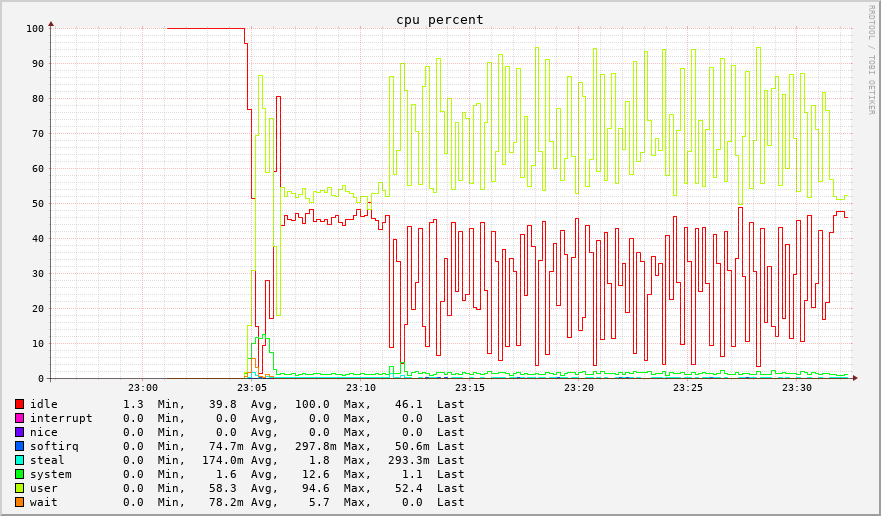 cpu percent
RRDTOOL / TOBI OETIKER
100
90
80
70
60
50
40
30
20
10
0
23:00 23:05 23:10 23:15 23:20 23:25 23:30
idle 1.3 Min, 39.8 Avg, 100.0 Max, 46.1 Last
interrupt 0.0 Min, 0.0 Avg, 0.0 Max, 0.0 Last
nice 0.0 Min, 0.0 Avg, 0.0 Max, 0.0 Last
softirq 0.0 Min, 74.7m Avg, 297.8m Max, 50.6m Last
steal 0.0 Min, 174.0m Avg, 1.8 Max, 293.3m Last
system 0.0 Min, 1.6 Avg, 12.6 Max, 1.1 Last
user 0.0 Min, 58.3 Avg, 94.6 Max, 52.4 Last
wait 0.0 Min, 78.2m Avg, 5.7 Max, 0.0 Last